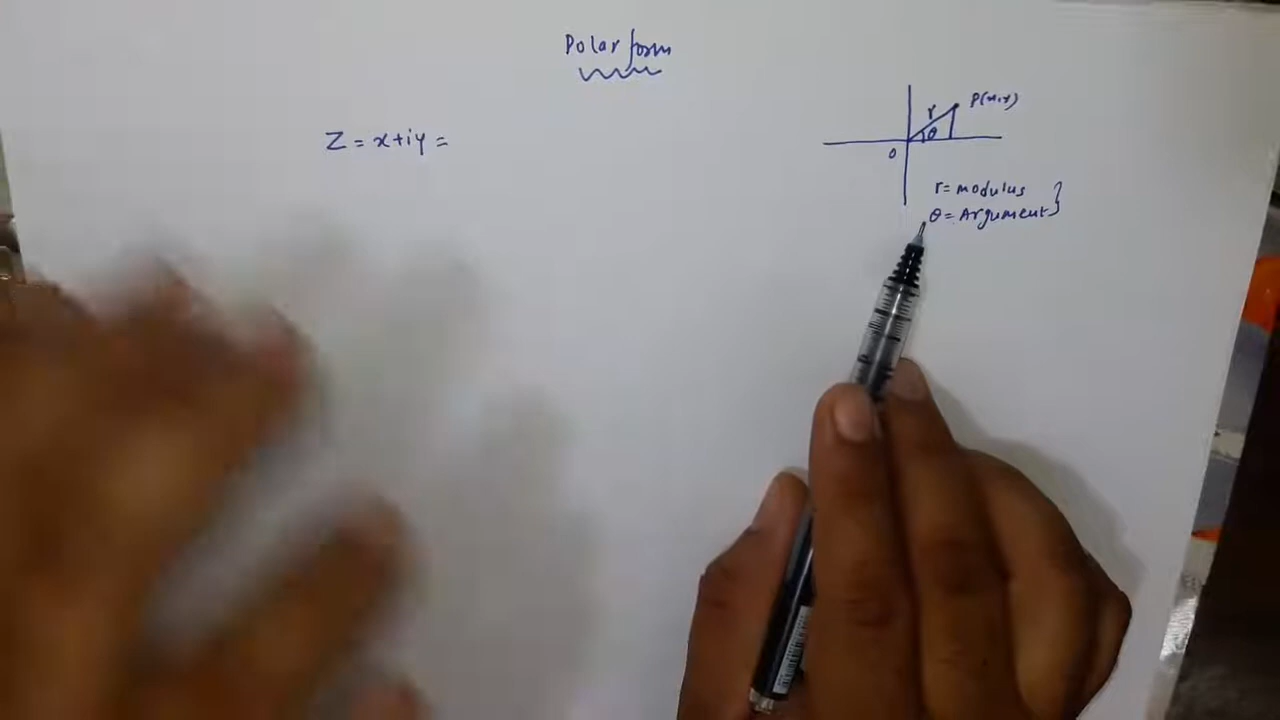 Polar form
Z = x+iy =
P(x,y)
r
θ
0
r = modulus }
θ = Argument